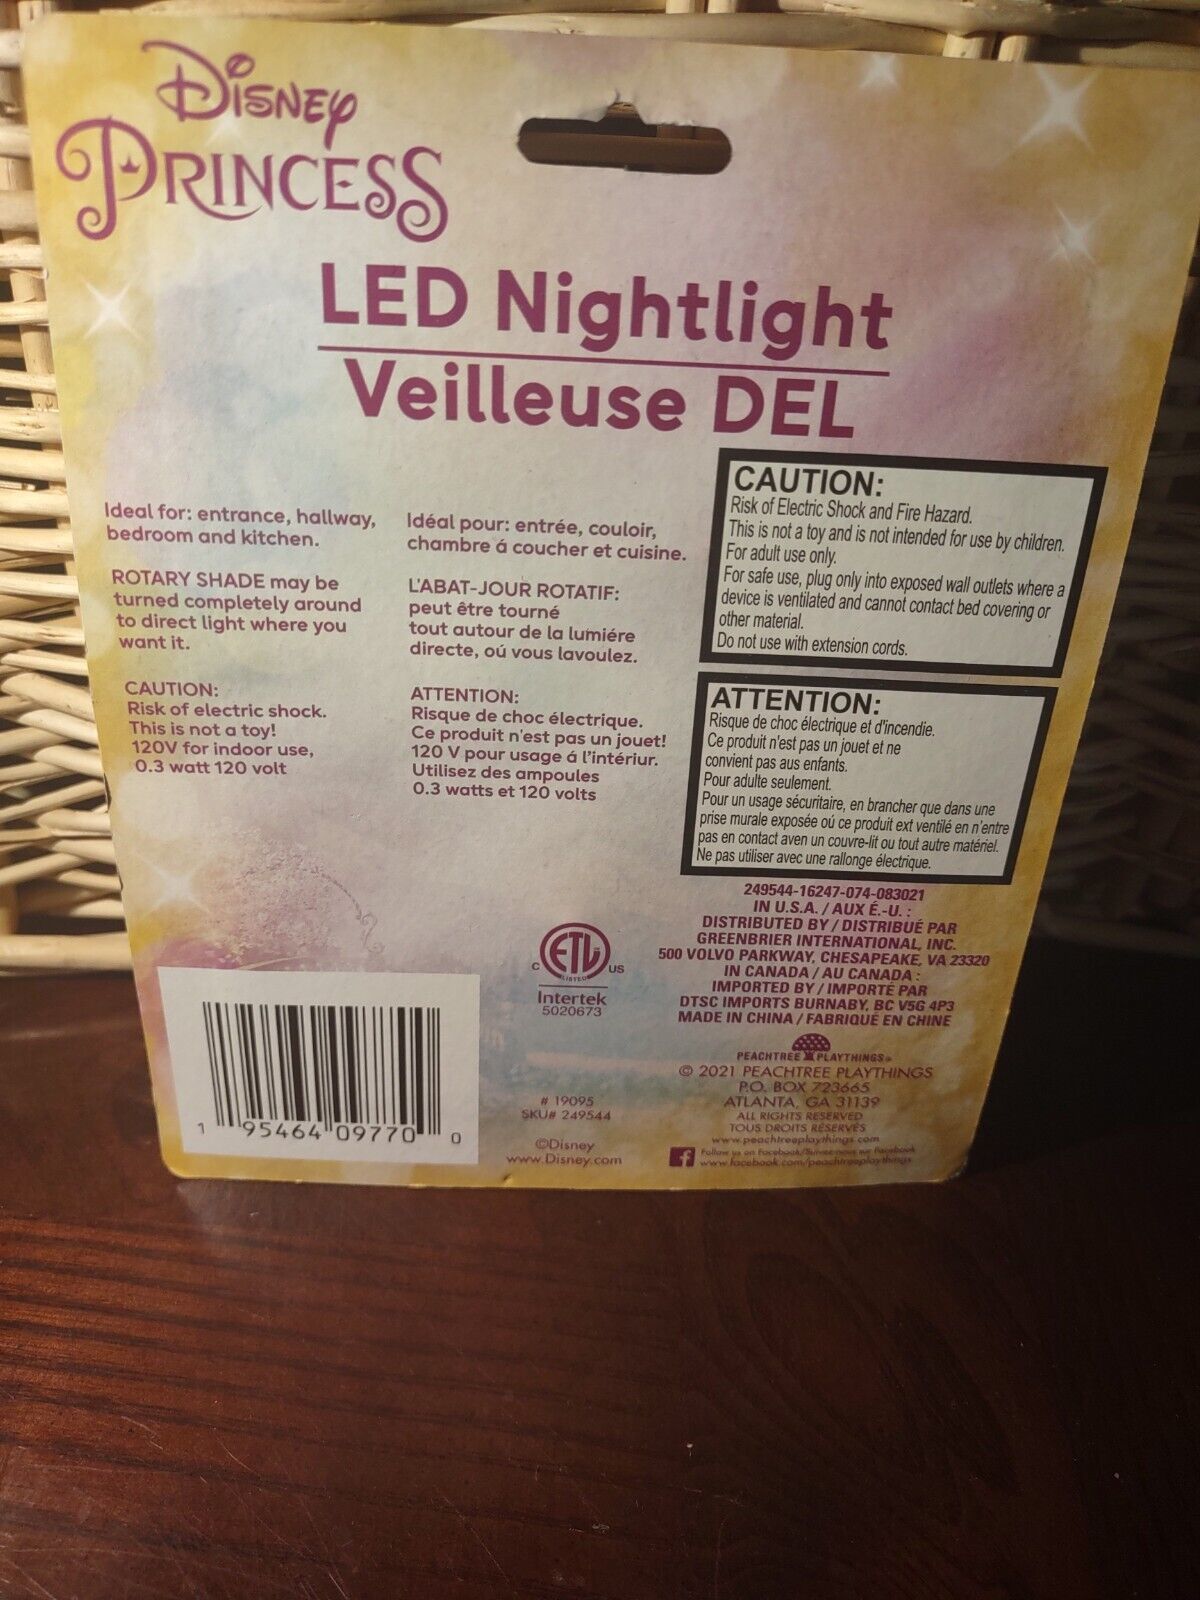 Disney
PRINCESS
LED Nightlight
Veilleuse DEL
Ideal for: entrance, hallway,
bedroom and kitchen.
ROTARY SHADE may be
turned completely around
to direct light where you
want it.
CAUTION:
Risk of electric shock.
This is not a toy!
120V for indoor use,
0.3 watt 120 volt
Idéal pour: entrée, couloir,
chambre á coucher et cuisine.
L'ABAT-JOUR ROTATIF:
peut être tourné
tout autour de la lumiére
directe, oú vous lavoulez.
ATTENTION:
Risque de choc électrique.
Ce produit n'est pas un jouet!
120 V pour usage á l'intériur.
Utilisez des ampoules
0.3 watts et 120 volts
CAUTION:
Risk of Electric Shock and Fire Hazard.
This is not a toy and is not intended for use by children.
For adult use only.
For safe use, plug only into exposed wall outlets where a
device is ventilated and cannot contact bed covering or
other material.
Do not use with extension cords.
ATTENTION:
Risque de choc électrique et d'incendie.
Ce produit n'est pas un jouet et ne
convient pas aus enfants.
Pour adulte seulement.
Pour un usage sécuritaire, en brancher que dans une
prise murale exposée oú ce produit ext ventilé en n'entre
pas en contact aven un couvre-lit ou tout autre matériel.
Ne pas utiliser avec une rallonge électrique.
249544-16247-074-083021
IN U.S.A. / AUX É.-U. :
DISTRIBUTED BY / DISTRIBUÉ PAR
GREENBRIER INTERNATIONAL, INC.
500 VOLVO PARKWAY, CHESAPEAKE, VA 23320
IN CANADA / AU CANADA :
IMPORTED BY / IMPORTÉ PAR
DTSC IMPORTS BURNABY, BC V5G 4P3
MADE IN CHINA / FABRIQUÉ EN CHINE
C ETL US
LISTED
Intertek
5020673
PEACHTREE PLAYTHINGS
© 2021 PEACHTREE PLAYTHINGS
P.O. BOX 723665
ATLANTA, GA 31139
ALL RIGHTS RESERVED
TOUS DROITS RÉSERVÉS
www.peachtreeplaythings.com
Follow us on Facebook/Suivez-nous sur Facebook
www.facebook.com/peachtreeplaythings
# 19095
SKU# 249544
©Disney
www.Disney.com
1 95464 09770 0